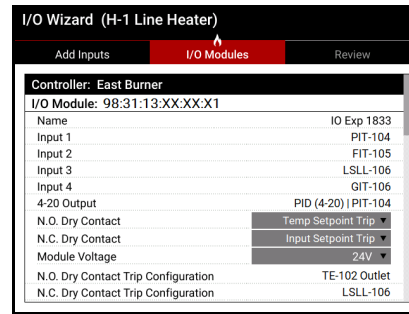 I/O Wizard (H-1 Line Heater)
Add Inputs I/O Modules Review
Controller: East Burner
I/O Module: 98:31:13:XX:XX:X1
Name IO Exp 1833
Input 1 PIT-104
Input 2 FIT-105
Input 3 LSLL-106
Input 4 GIT-106
4-20 Output PID (4-20) | PIT-104
N.O. Dry Contact Temp Setpoint Trip ▼
N.C. Dry Contact Input Setpoint Trip ▼
Module Voltage 24V ▼
N.O. Dry Contact Trip Configuration TE-102 Outlet
N.C. Dry Contact Trip Configuration LSLL-106